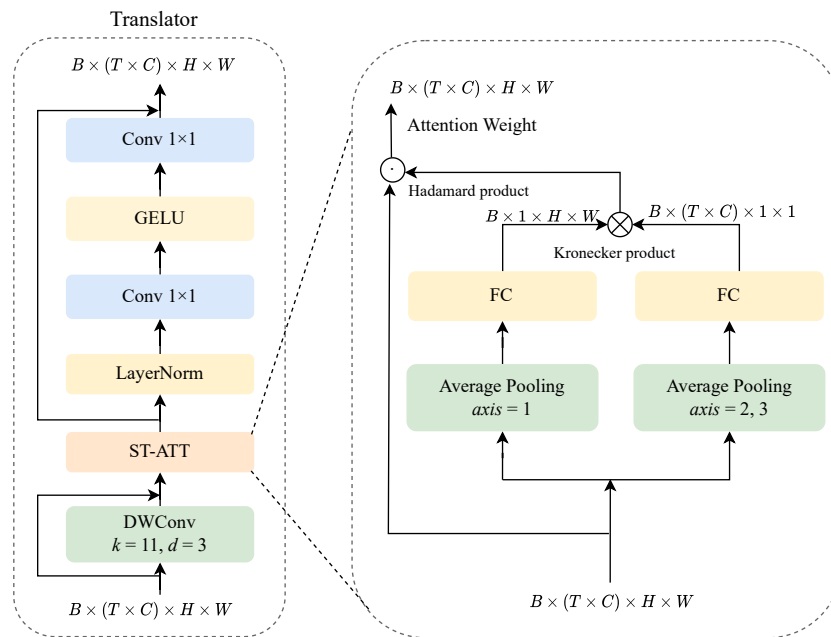 Translator
B × (T × C) × H × W
Conv 1×1
GELU
Conv 1×1
LayerNorm
ST-ATT
DWConv
k = 11, d = 3
B × (T × C) × H × W
B × (T × C) × H × W
Attention Weight
·
Hadamard product
B × 1 × H × W
B × (T × C) × 1 × 1
Kronecker product
FC
FC
Average Pooling
axis = 1
Average Pooling
axis = 2, 3
B × (T × C) × H × W